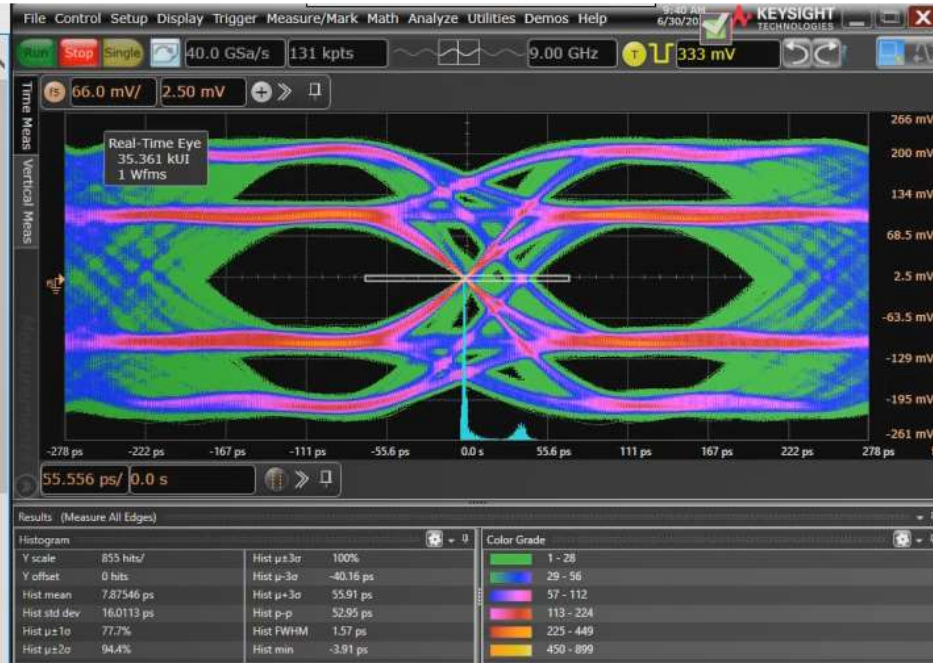 File Control Setup Display Trigger Measure/Mark Math Analyze Utilities Demos Help
9:40 AM
6/30/20
KEYSIGHT
TECHNOLOGIES
Run Stop Single 40.0 GSa/s 131 kpts 9.00 GHz T 333 mV
fS 66.0 mV/ 2.50 mV
Time Meas
Vertical Meas
Measurements
Real-Time Eye
35.361 kUI
1 Wfms
266 mV
200 mV
134 mV
68.5 mV
2.5 mV
-63.5 mV
-129 mV
-195 mV
-261 mV
-278 ps -222 ps -167 ps -111 ps -55.6 ps 0.0 s 55.6 ps 111 ps 167 ps 222 ps 278 ps
55.556 ps/ 0.0 s
Results (Measure All Edges)
Histogram
Y scale 855 hits/ Hist µ±3σ 100%
Y offset 0 hits Hist µ-3σ -40.16 ps
Hist mean 7.87546 ps Hist µ+3σ 55.91 ps
Hist std dev 16.0113 ps Hist p-p 52.95 ps
Hist µ±1σ 77.7% Hist FWHM 1.57 ps
Hist µ±2σ 94.4% Hist min -3.91 ps
Color Grade
1 - 28
29 - 56
57 - 112
113 - 224
225 - 449
450 - 899